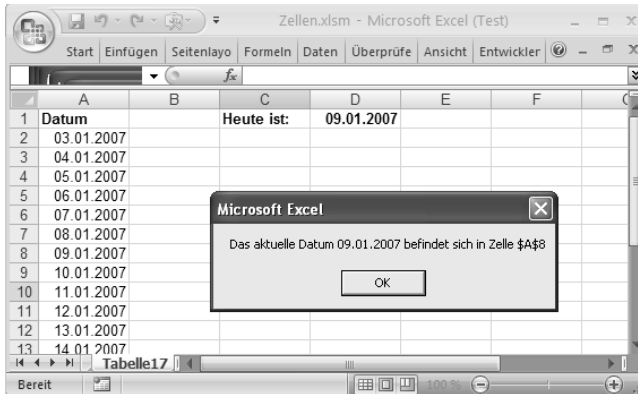 Zellen.xlsm - Microsoft Excel (Test)
Start Einfügen Seitenlayo Formeln Daten Überprüfe Ansicht Entwickler
fx
A B C D E F
1 Datum Heute ist: 09.01.2007
2 03.01.2007
3 04.01.2007
4 05.01.2007
5 06.01.2007
6 07.01.2007
7 08.01.2007
8 09.01.2007
9 10.01.2007
10 11.01.2007
11 12.01.2007
12 13.01.2007
13 14.01.2007
Microsoft Excel
Das aktuelle Datum 09.01.2007 befindet sich in Zelle $A$8
OK
Tabelle17
Bereit 100 %